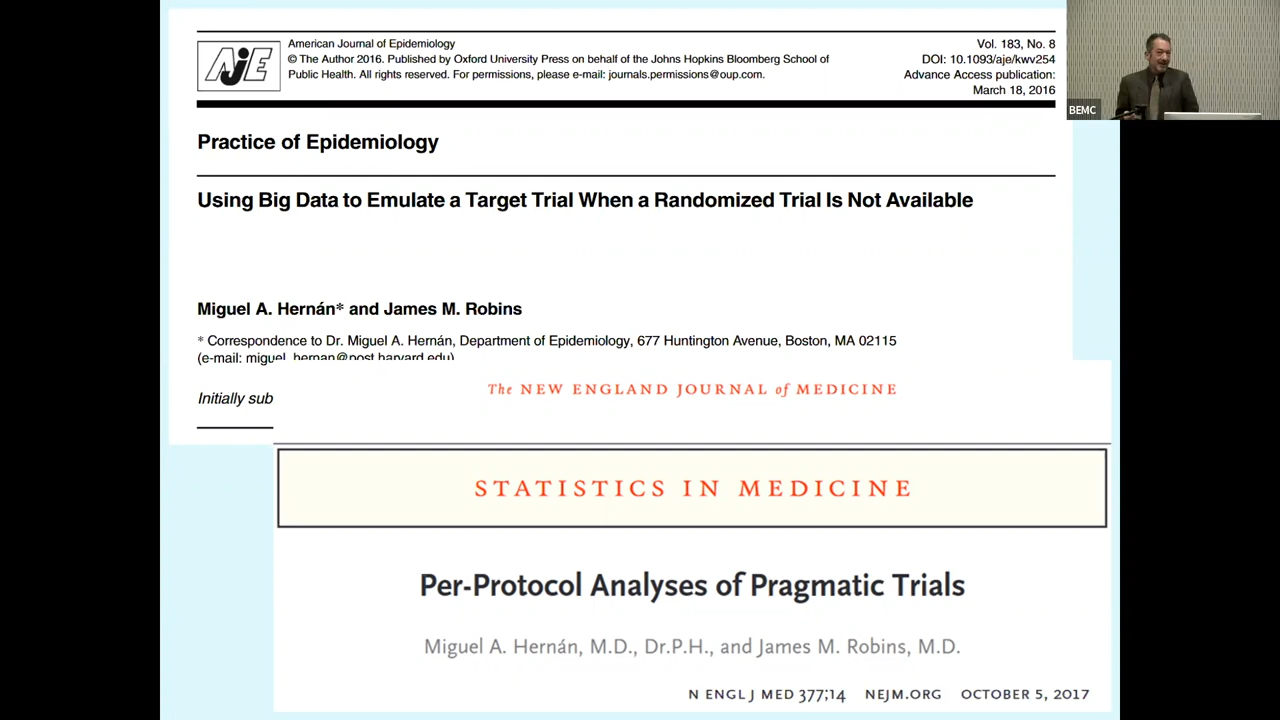 AJE
American Journal of Epidemiology
© The Author 2016. Published by Oxford University Press on behalf of the Johns Hopkins Bloomberg School of
Public Health. All rights reserved. For permissions, please e-mail: journals.permissions@oup.com.
Vol. 183, No. 8
DOI: 10.1093/aje/kwv254
Advance Access publication:
March 18, 2016
BEMC
Practice of Epidemiology
Using Big Data to Emulate a Target Trial When a Randomized Trial Is Not Available
Miguel A. Hernán* and James M. Robins
* Correspondence to Dr. Miguel A. Hernán, Department of Epidemiology, 677 Huntington Avenue, Boston, MA 02115
(e-mail: miguel_hernan@post.harvard.edu)
Initially sub
The NEW ENGLAND JOURNAL of MEDICINE
STATISTICS IN MEDICINE
Per-Protocol Analyses of Pragmatic Trials
Miguel A. Hernán, M.D., Dr.P.H., and James M. Robins, M.D.
N ENGL J MED 377;14 NEJM.ORG OCTOBER 5, 2017